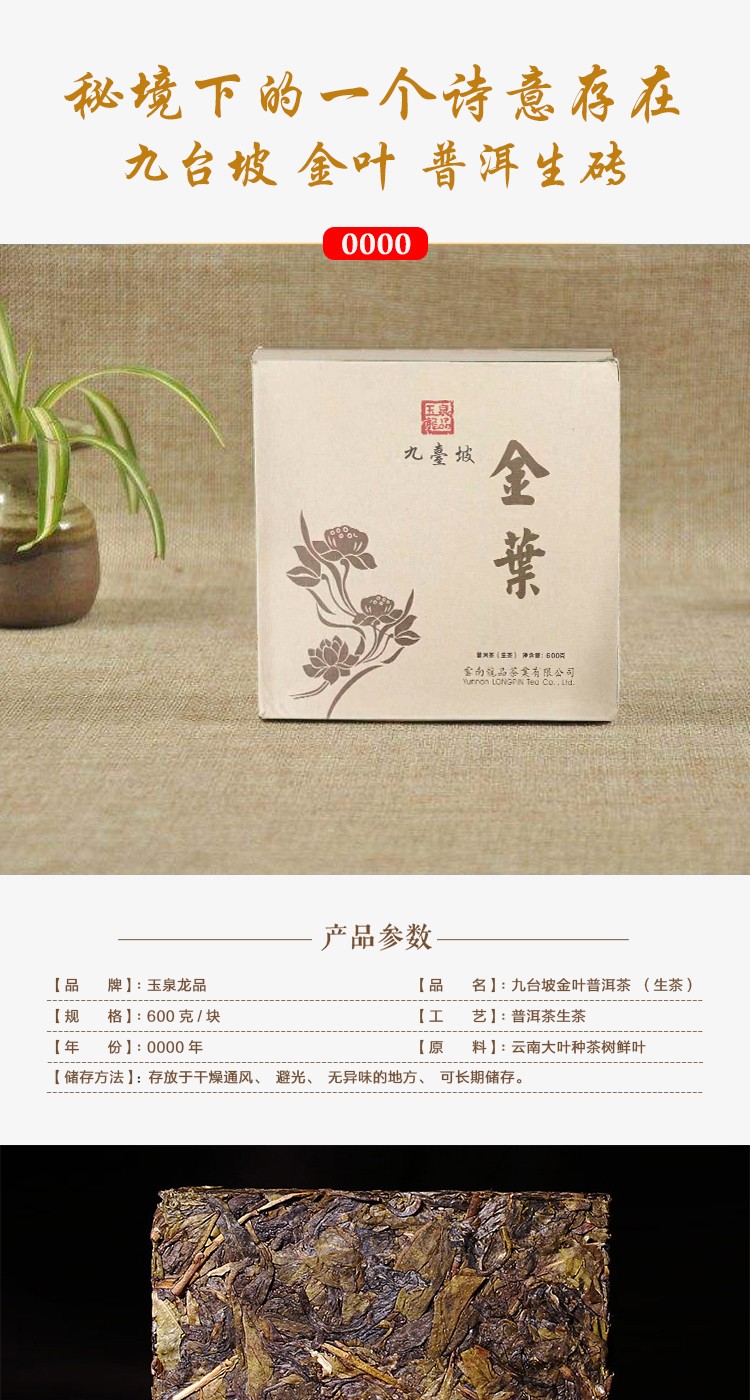 秘境下的一个诗意存在
九台坡 金叶 普洱生砖
0000
玉泉
龍品
九臺坡
金葉
普洱茶(生茶) 净含量:600克
雲南龍品茶業有限公司
Yunnan LONGPIN Tea Co., Ltd.
产品参数
【品 牌】: 玉泉龙品 【品 名】: 九台坡金叶普洱茶 (生茶)
【规 格】: 600 克 / 块 【工 艺】: 普洱茶生茶
【年 份】: 0000 年 【原 料】: 云南大叶种茶树鲜叶
【储存方法】: 存放于干燥通风、 避光、 无异味的地方、 可长期储存。